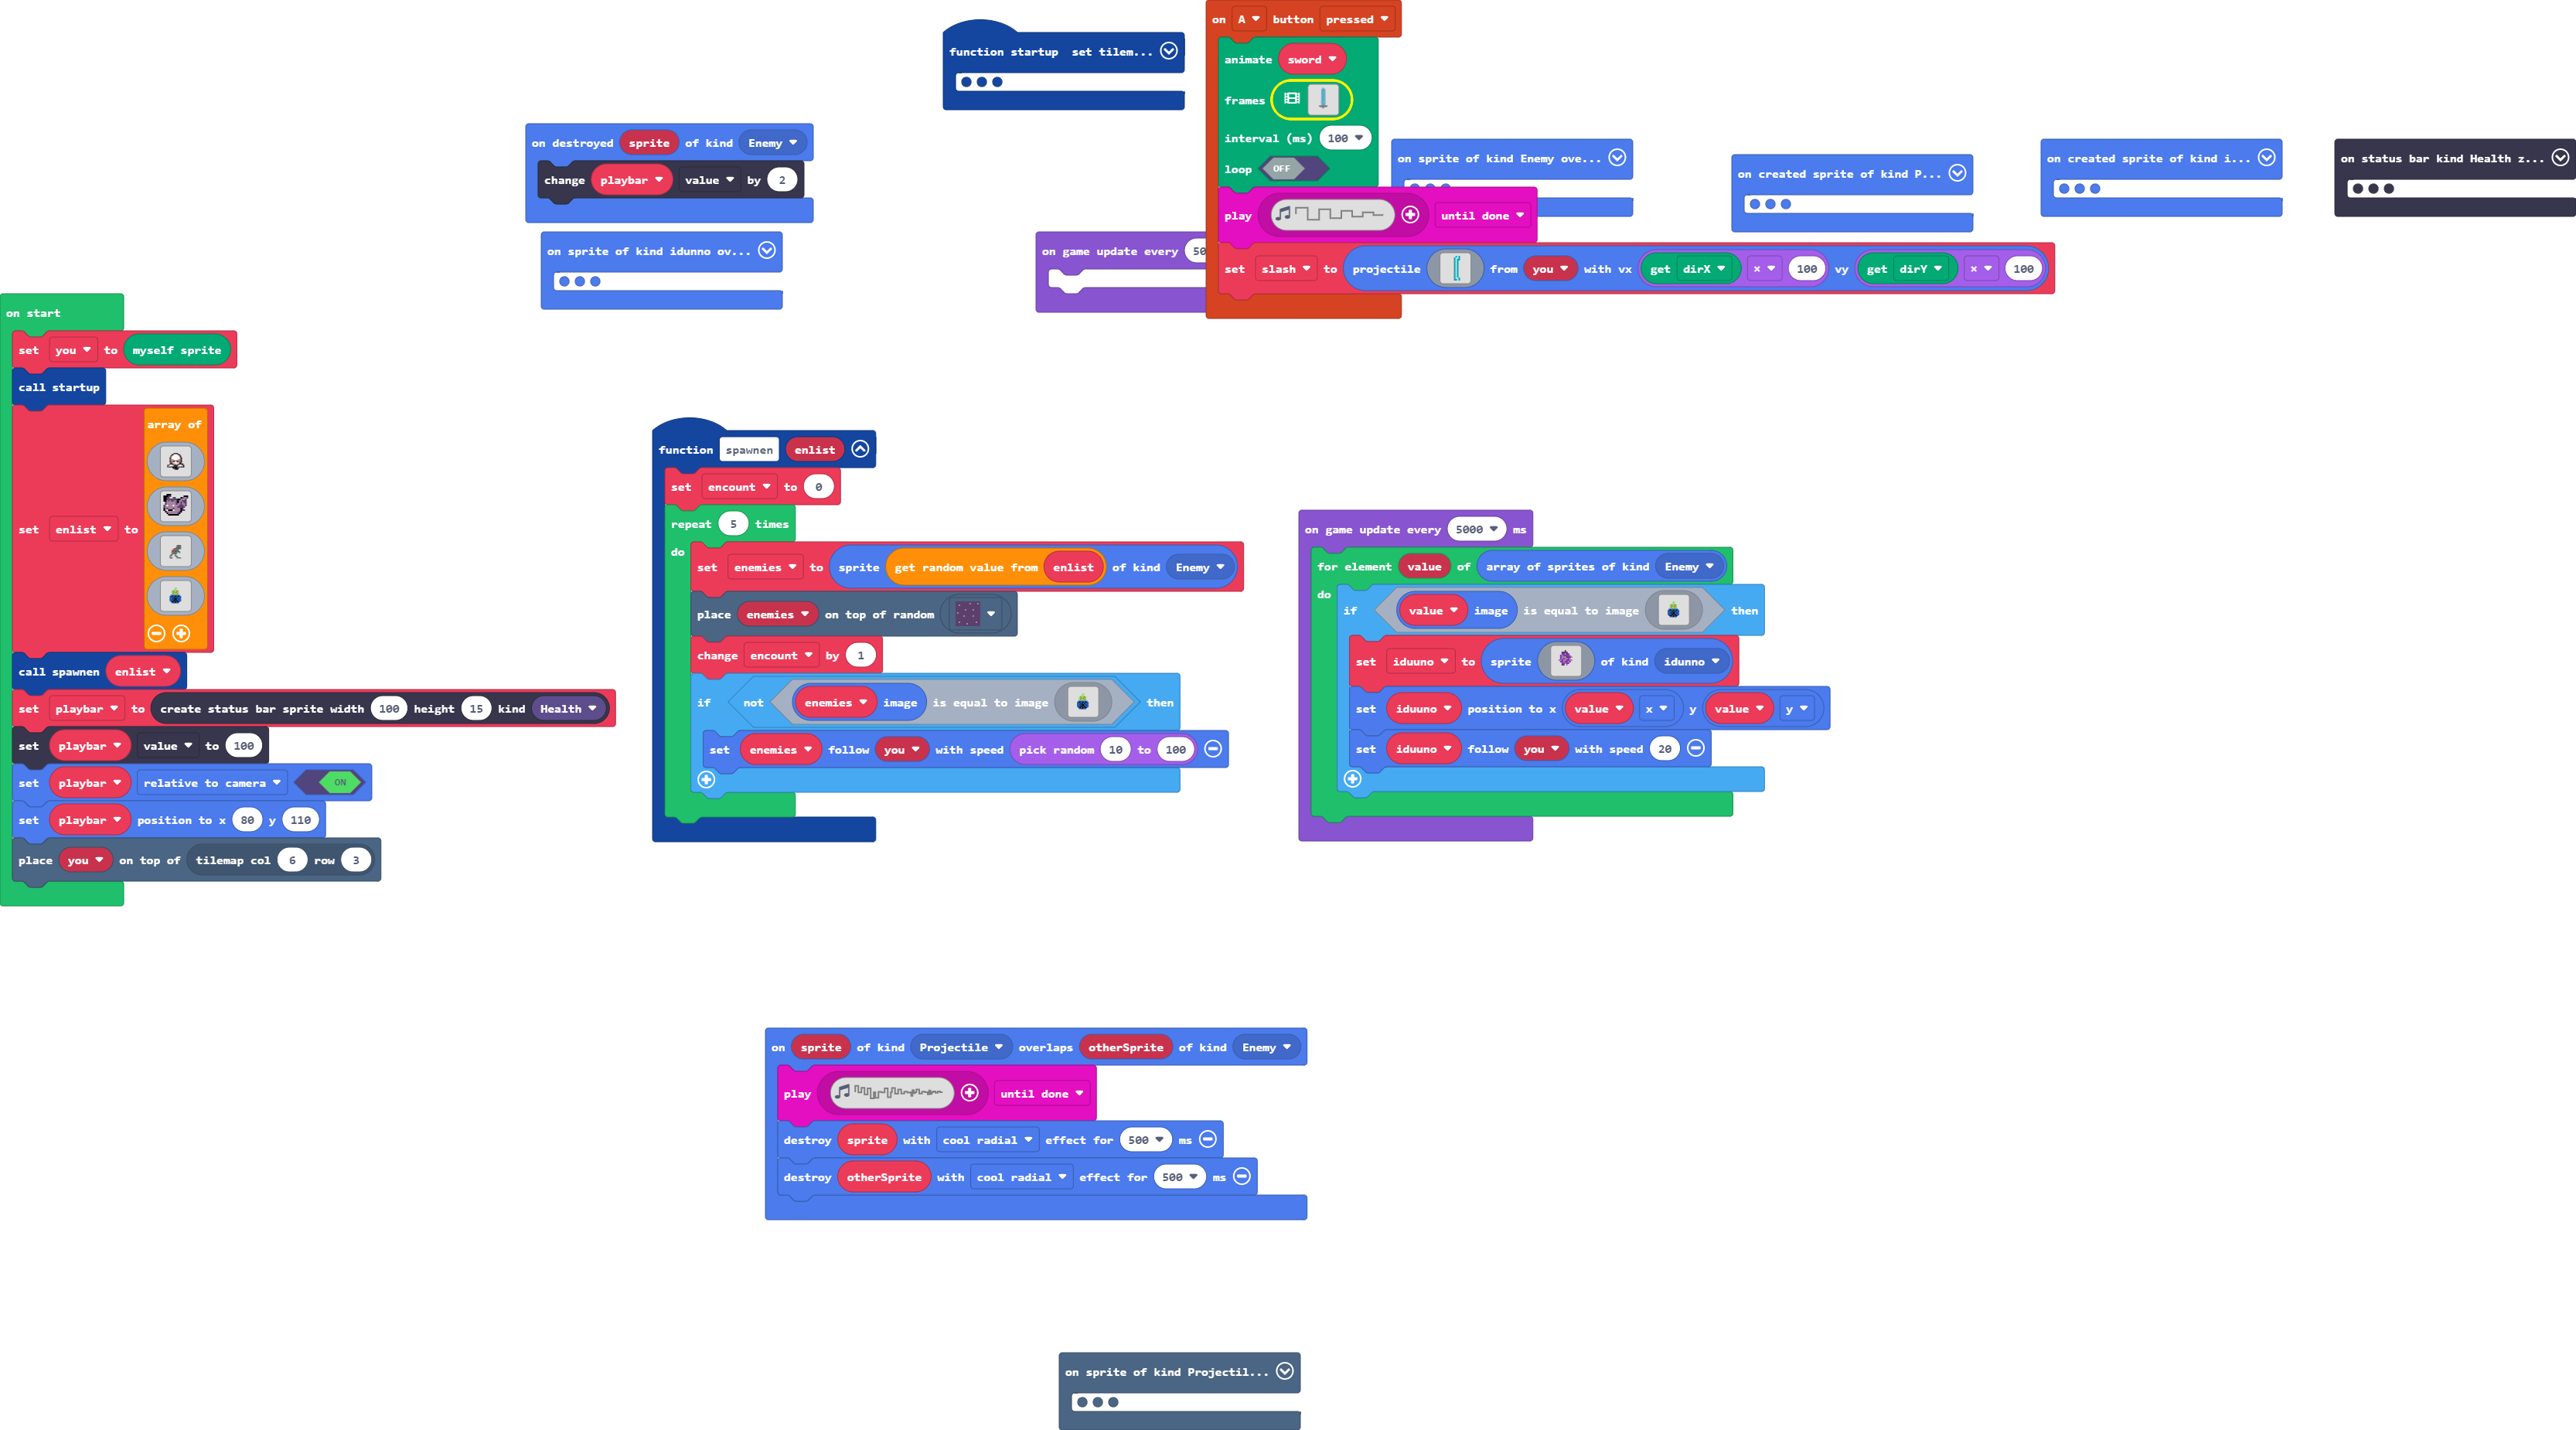 function startup set tilem...
on A button pressed
animate sword
frames
interval (ms) 100
loop OFF
play until done
set slash to projectile from you with vx get dirX × 100 vy get dirY × 100
on destroyed sprite of kind Enemy
change playbar value by 2
on sprite of kind idunno ov...
on game update every 50
on sprite of kind Enemy ove...
on created sprite of kind P...
on created sprite of kind i...
on status bar kind Health z...
on start
set you to myself sprite
call startup
array of
set enlist to
call spawnen enlist
set playbar to create status bar sprite width 100 height 15 kind Health
set playbar value to 100
set playbar relative to camera ON
set playbar position to x 80 y 110
place you on top of tilemap col 6 row 3
function spawnen enlist
set encount to 0
repeat 5 times
do
set enemies to sprite get random value from enlist of kind Enemy
place enemies on top of random
change encount by 1
if not enemies image is equal to image then
set enemies follow you with speed pick random 10 to 100
on game update every 5000 ms
for element value of array of sprites of kind Enemy
do
if value image is equal to image then
set iduuno to sprite of kind idunno
set iduuno position to x value x y value y
set iduuno follow you with speed 20
on sprite of kind Projectile overlaps otherSprite of kind Enemy
play until done
destroy sprite with cool radial effect for 500 ms
destroy otherSprite with cool radial effect for 500 ms
on sprite of kind Projectil...